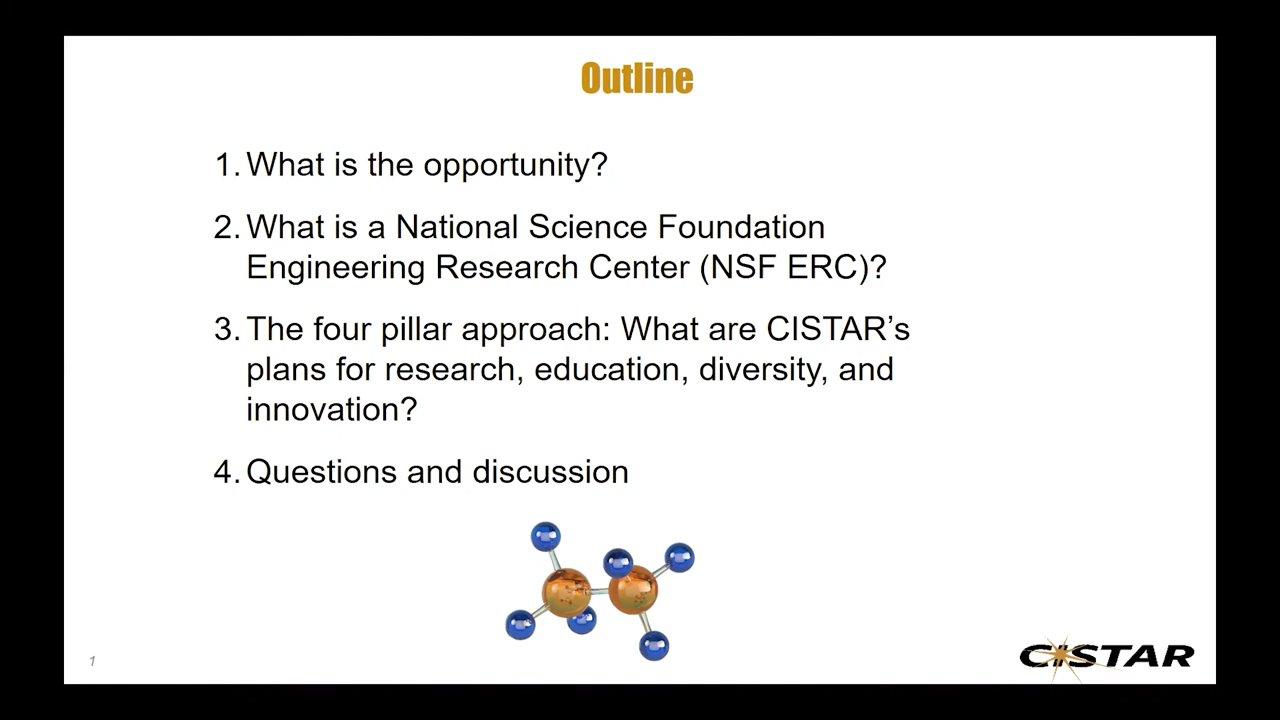 Outline
1. What is the opportunity?
2. What is a National Science Foundation
Engineering Research Center (NSF ERC)?
3. The four pillar approach: What are CISTAR’s
plans for research, education, diversity, and
innovation?
4. Questions and discussion
1
CISTAR